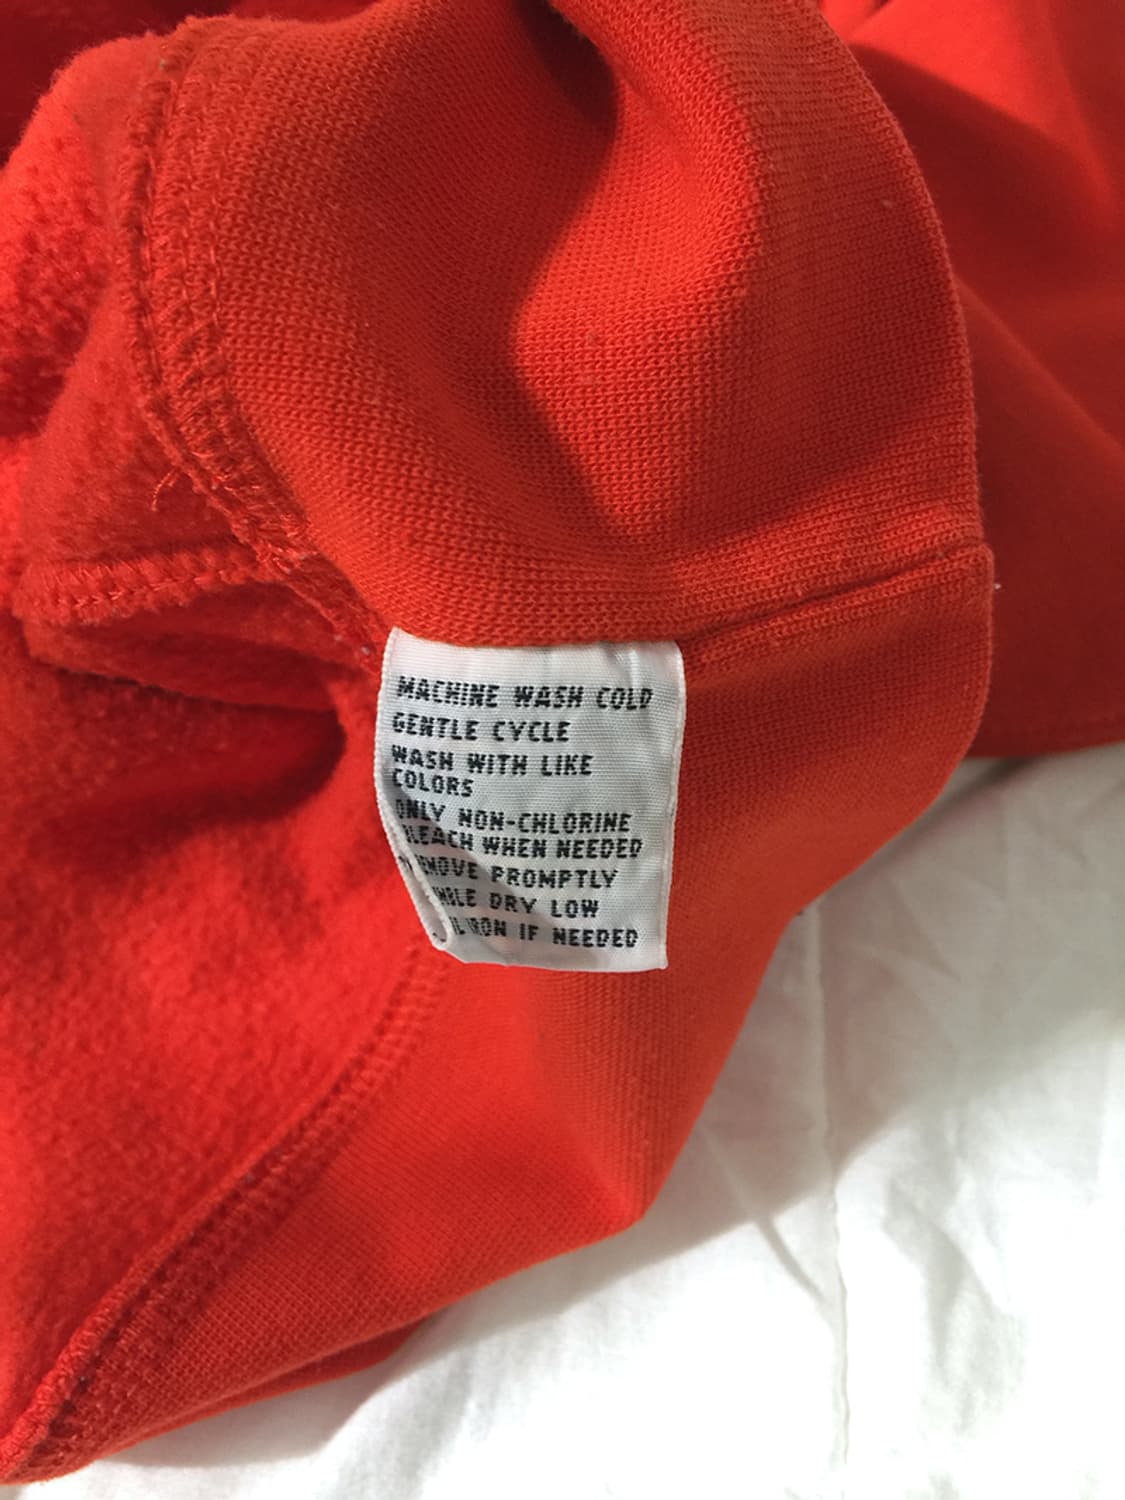 MACHINE WASH COLD
GENTLE CYCLE
WASH WITH LIKE
COLORS
ONLY NON-CHLORINE
BLEACH WHEN NEEDED
REMOVE PROMPTLY
DRY LOW
IRON IF NEEDED